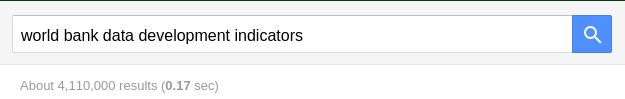 world bank data development indicators
About 4,110,000 results (0.17 sec)